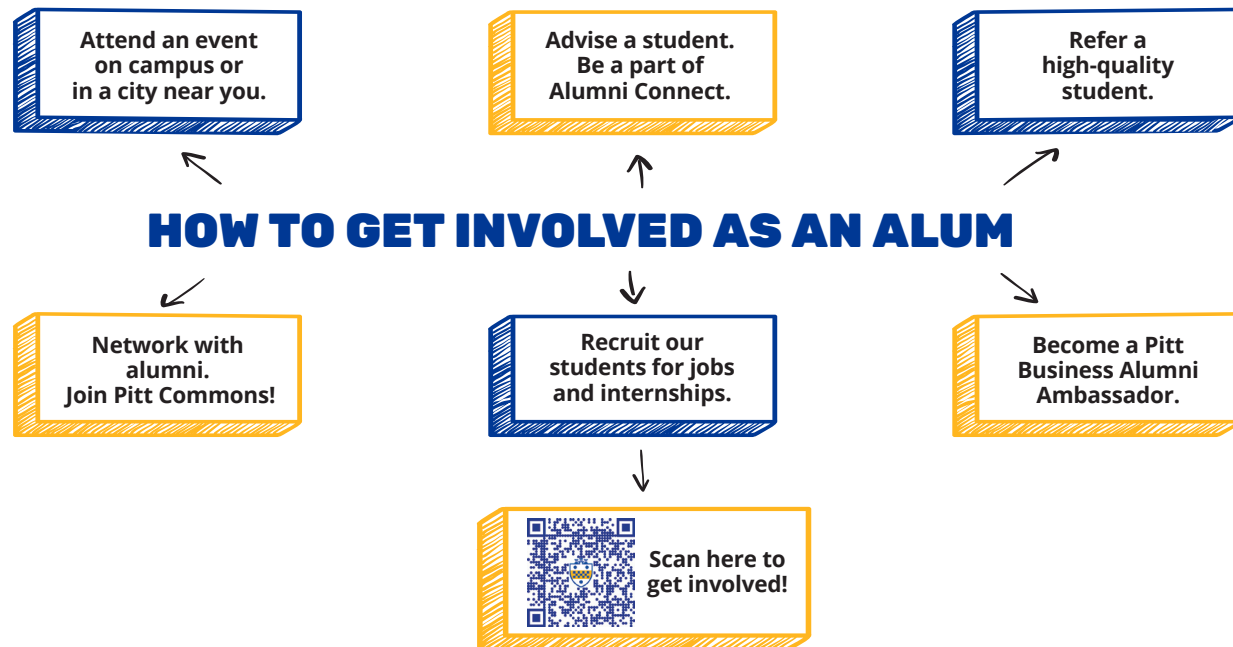 Attend an event
on campus or
in a city near you.
Advise a student.
Be a part of
Alumni Connect.
Refer a
high-quality
student.
HOW TO GET INVOLVED AS AN ALUM
Network with
alumni.
Join Pitt Commons!
Recruit our
students for jobs
and internships.
Become a Pitt
Business Alumni
Ambassador.
Scan here to
get involved!